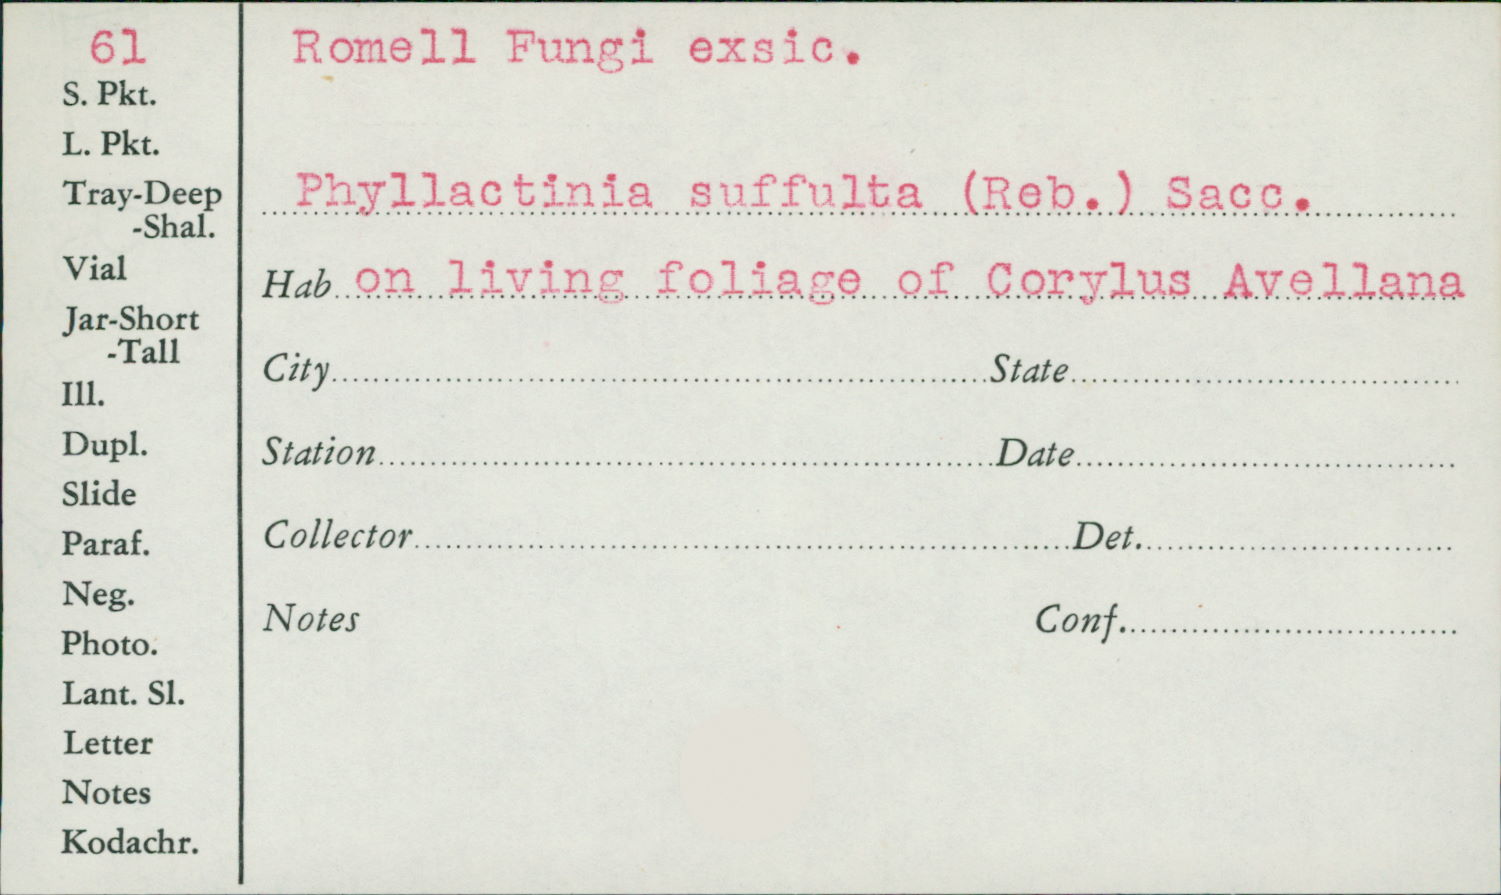 61
S. Pkt.
L. Pkt.
Tray-Deep
-Shal.
Vial
Jar-Short
-Tall
Ill.
Dupl.
Slide
Paraf.
Neg.
Photo.
Lant. Sl.
Letter
Notes
Kodachr.
Romell Fungi exsic.
Phyllactinia suffulta (Reb.) Sacc.
Hab on living foliage of Corylus Avellana
City State
Station Date
Collector Det.
Notes Conf.